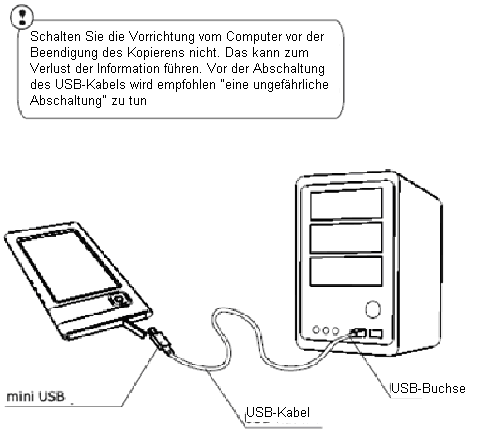 Schalten Sie die Vorrichtung vom Computer vor der
Beendigung des Kopierens nicht. Das kann zum
Verlust der Information führen. Vor der Abschaltung
des USB-Kabels wird empfohlen "eine ungefährliche
Abschaltung" zu tun
mini USB
USB-Kabel
USB-Buchse